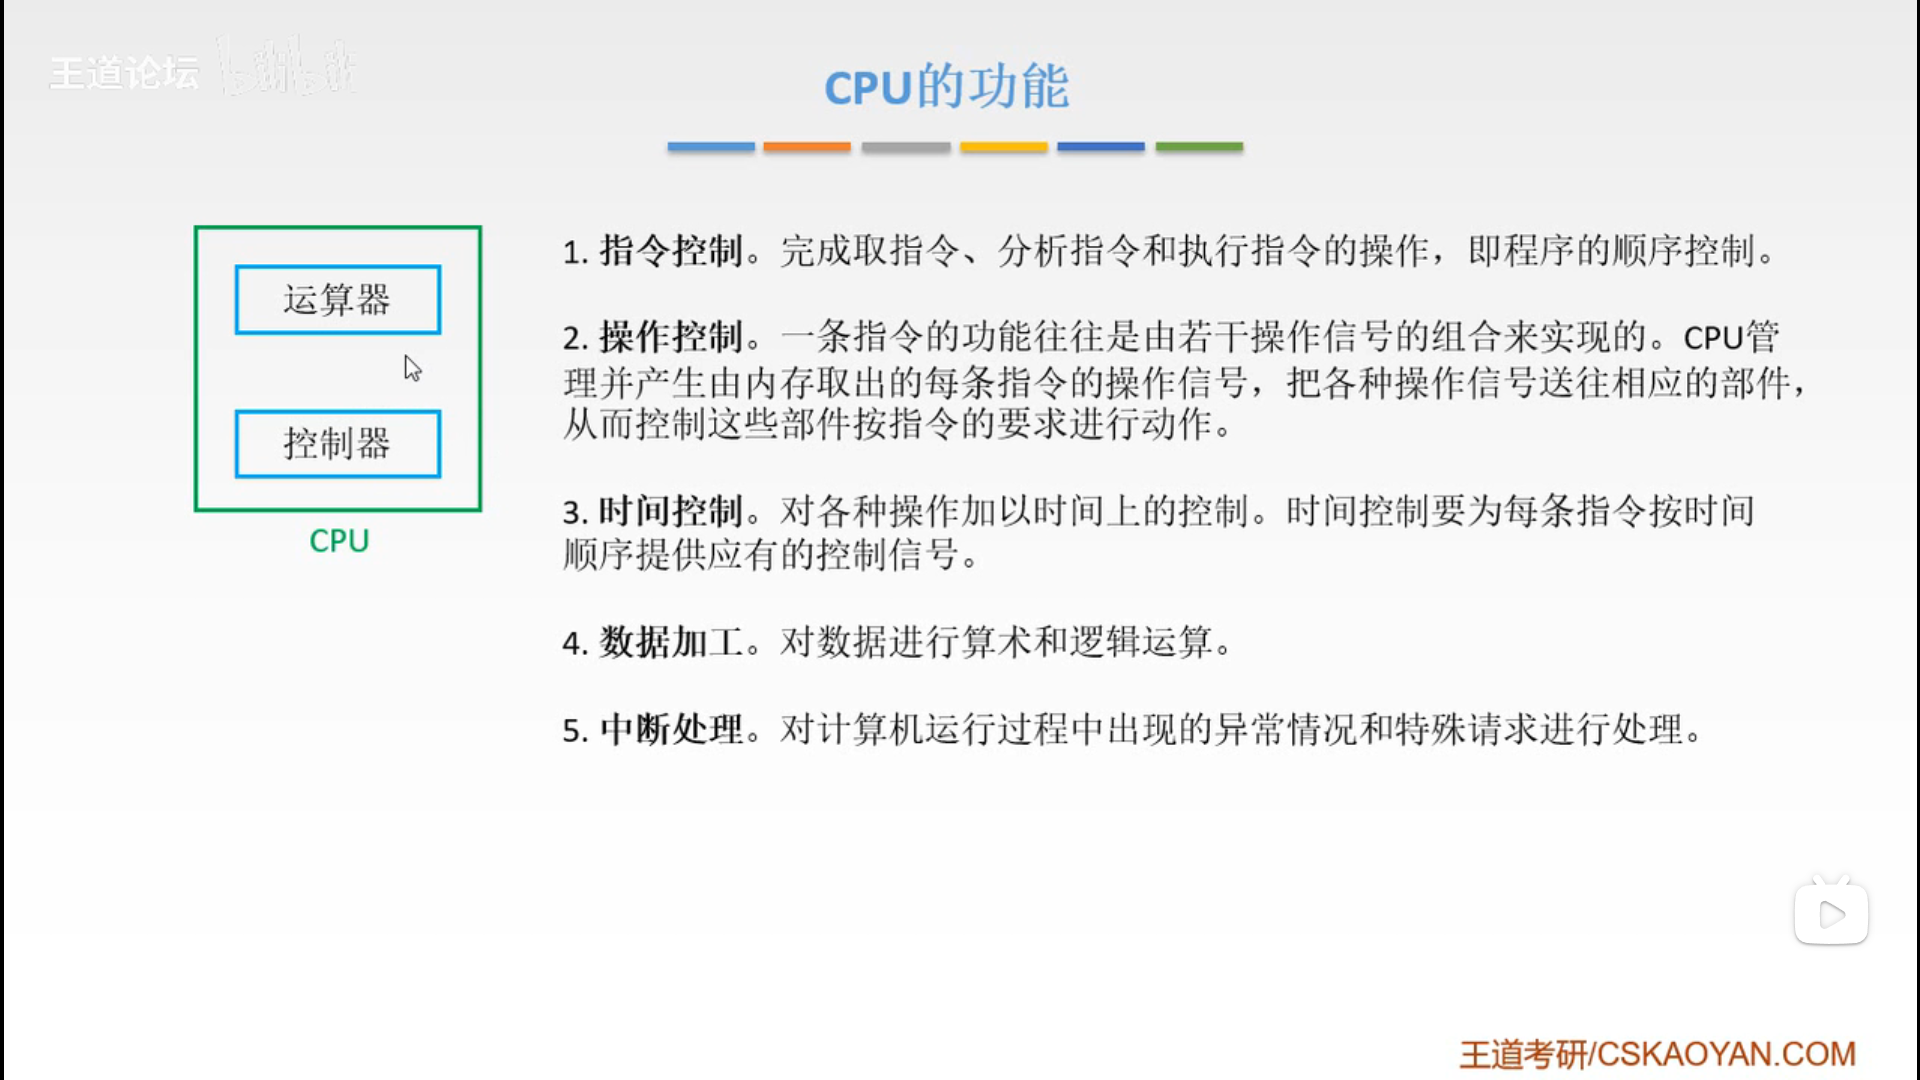 王道论坛 bilibili
CPU的功能
运算器
控制器
CPU
1. 指令控制。完成取指令、分析指令和执行指令的操作，即程序的顺序控制。
2. 操作控制。一条指令的功能往往是由若干操作信号的组合来实现的。CPU管
理并产生由内存取出的每条指令的操作信号，把各种操作信号送往相应的部件，
从而控制这些部件按指令的要求进行动作。
3. 时间控制。对各种操作加以时间上的控制。时间控制要为每条指令按时间
顺序提供应有的控制信号。
4. 数据加工。对数据进行算术和逻辑运算。
5. 中断处理。对计算机运行过程中出现的异常情况和特殊请求进行处理。
王道考研/CSKAOYAN.COM